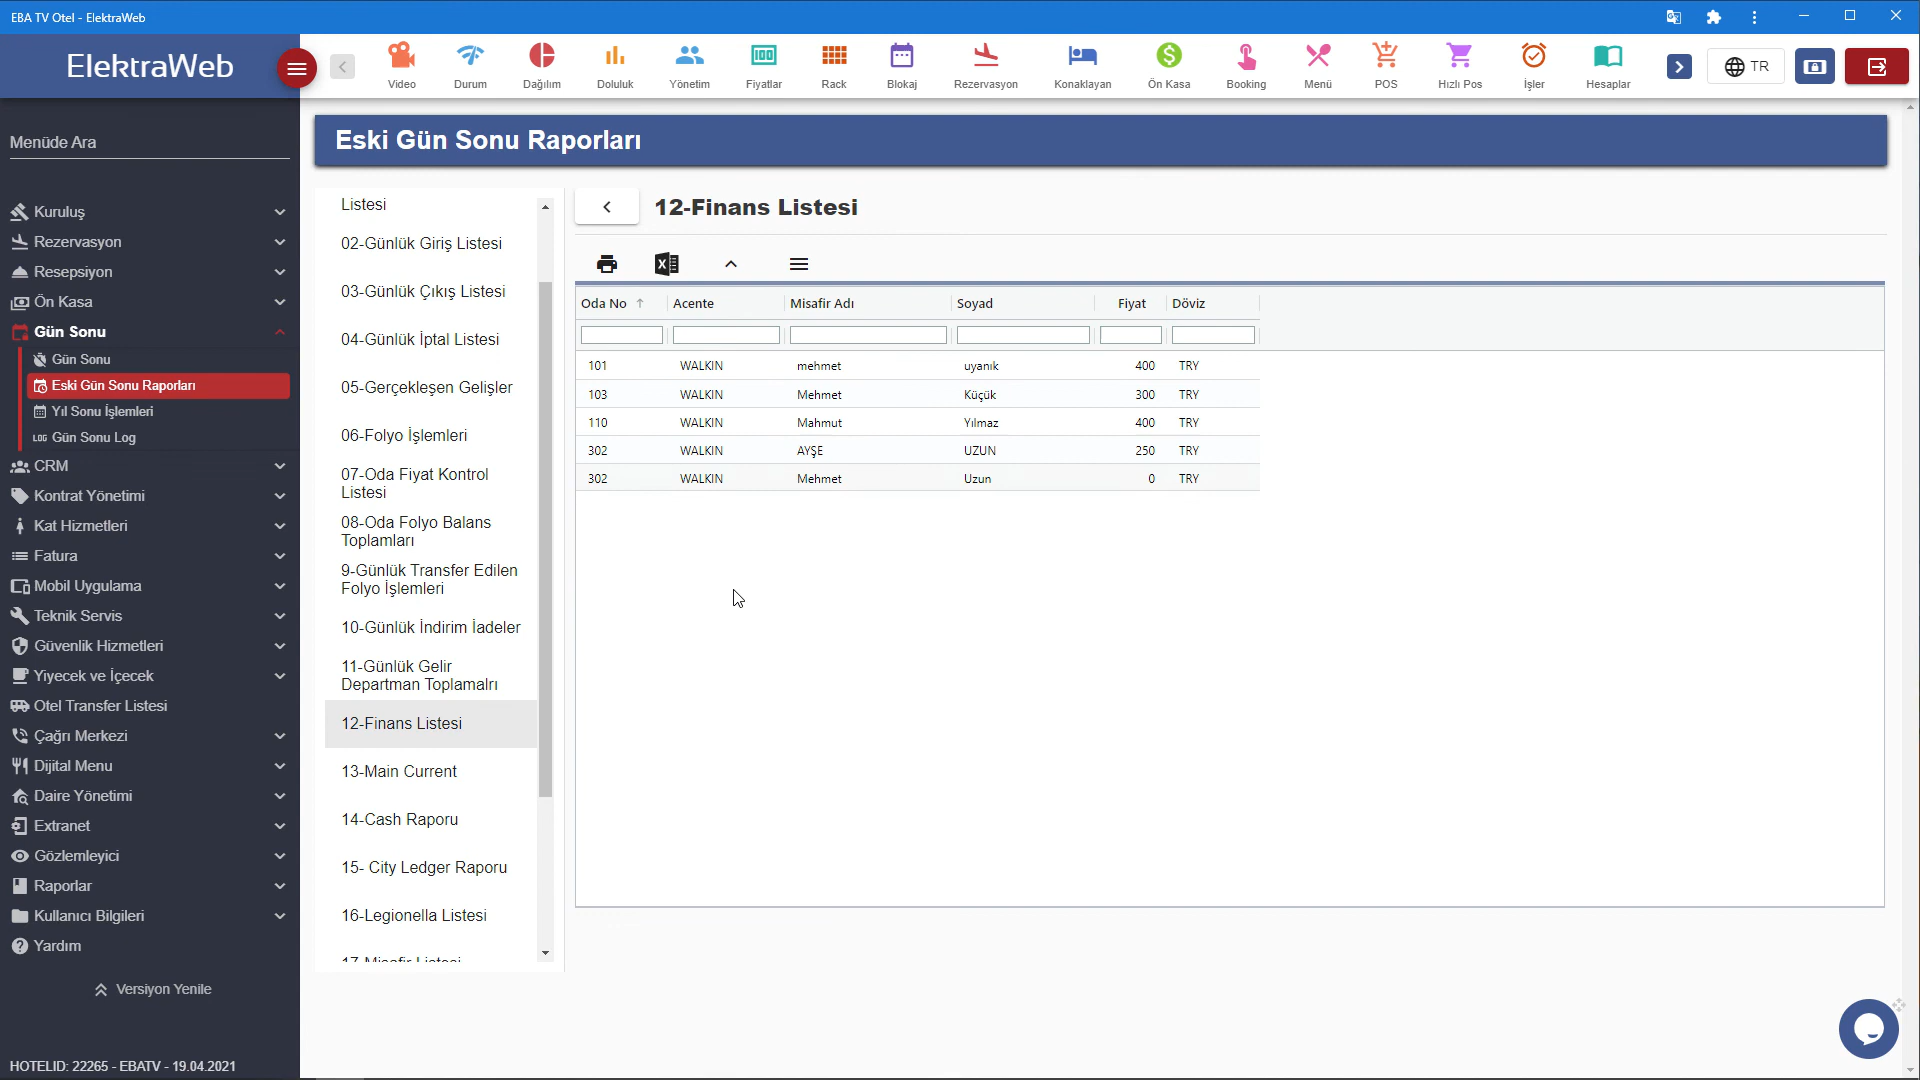 EBA TV Otel - ElektraWeb
ElektraWeb
Video
Durum
Dağılım
Doluluk
Yönetim
Fiyatlar
Rack
Blokaj
Rezervasyon
Konaklayan
Ön Kasa
Booking
Menü
POS
Hızlı Pos
İşler
Hesaplar
TR
Menüde Ara
Kuruluş
Rezervasyon
Resepsiyon
Ön Kasa
Gün Sonu
Gün Sonu
Eski Gün Sonu Raporları
Yıl Sonu İşlemleri
LOG Gün Sonu Log
CRM
Kontrat Yönetimi
Kat Hizmetleri
Fatura
Mobil Uygulama
Teknik Servis
Güvenlik Hizmetleri
Yiyecek ve İçecek
Otel Transfer Listesi
Çağrı Merkezi
Dijital Menu
Daire Yönetimi
Extranet
Gözlemleyici
Raporlar
Kullanıcı Bilgileri
Yardım
Versiyon Yenile
HOTELID: 22265 - EBATV - 19.04.2021
Eski Gün Sonu Raporları
Listesi
02-Günlük Giriş Listesi
03-Günlük Çıkış Listesi
04-Günlük İptal Listesi
05-Gerçekleşen Gelişler
06-Folyo İşlemleri
07-Oda Fiyat Kontrol
Listesi
08-Oda Folyo Balans
Toplamları
9-Günlük Transfer Edilen
Folyo İşlemleri
10-Günlük İndirim İadeler
11-Günlük Gelir
Departman Toplamalrı
12-Finans Listesi
13-Main Current
14-Cash Raporu
15- City Ledger Raporu
16-Legionella Listesi
17-Misafir Listesi
12-Finans Listesi
Oda No Acente Misafir Adı Soyad Fiyat Döviz
101 WALKIN mehmet uyanık 400 TRY
103 WALKIN Mehmet Küçük 300 TRY
110 WALKIN Mahmut Yılmaz 400 TRY
302 WALKIN AYŞE UZUN 250 TRY
302 WALKIN Mehmet Uzun 0 TRY